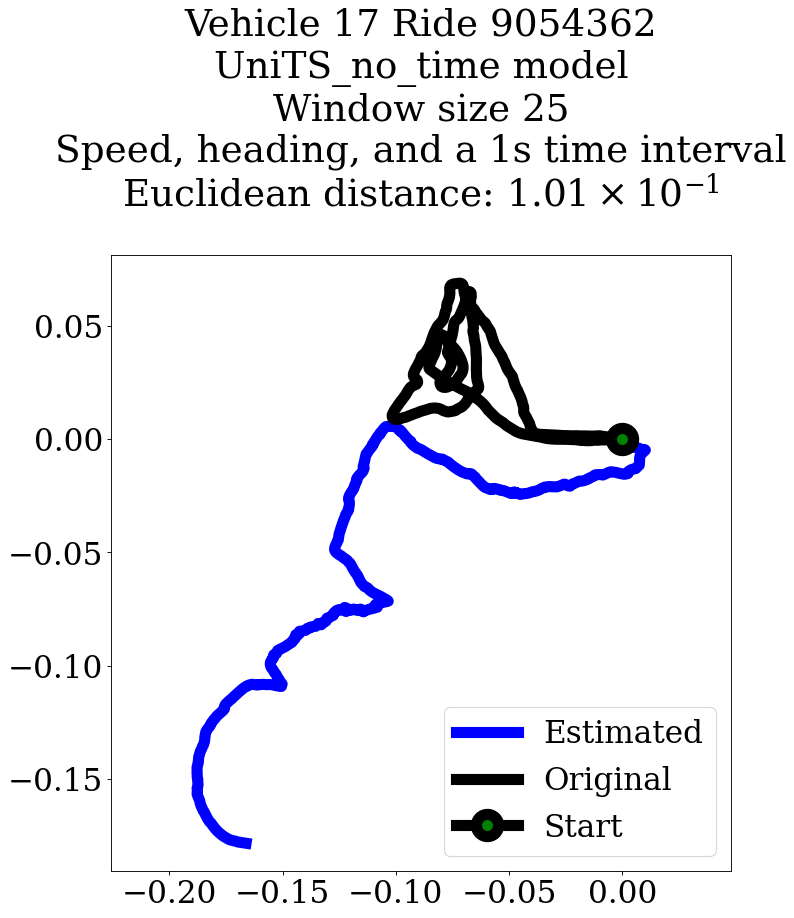 Vehicle 17 Ride 9054362
UniTS_no_time model
Window size 25
Speed, heading, and a 1s time interval
Euclidean distance: 1.01 × 10⁻¹
0.05
0.00
−0.05
−0.10
−0.15
Estimated
Original
Start
−0.20 −0.15 −0.10 −0.05 0.00